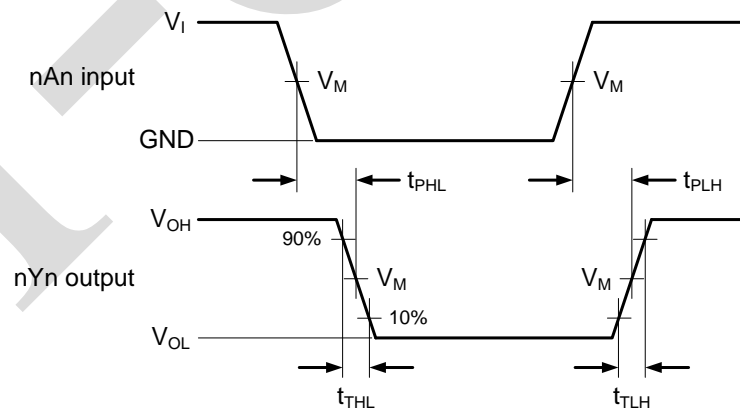 V_I
nAn input
V_M
V_M
GND
t_PHL
t_PLH
V_OH
90%
nYn output
V_M
V_M
10%
V_OL
t_THL
t_TLH